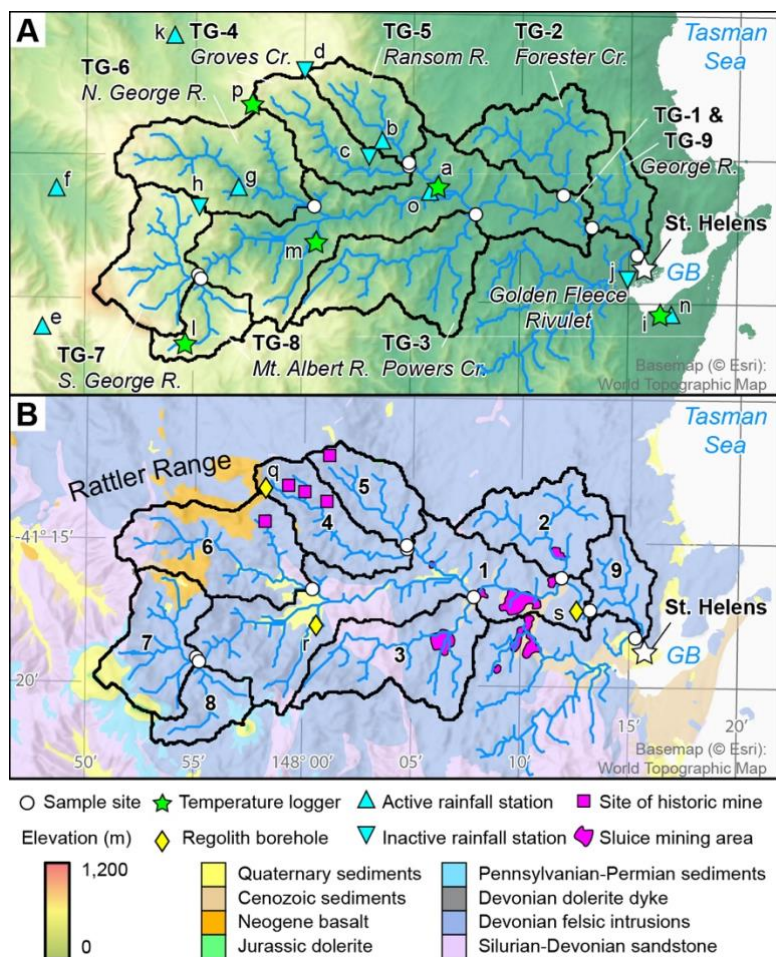 A
k
TG-4
Groves Cr.
d
TG-5
Ransom R.
TG-2
Forester Cr.
Tasman
Sea
TG-6
N. George R.
p
TG-1 &
TG-9
George R.
b
c
a
f
h
g
o
St. Helens
m
j
GB
Golden Fleece
Rivulet
n
i
e
l
TG-7
S. George R.
TG-8
Mt. Albert R.
TG-3
Powers Cr.
Basemap (© Esri):
World Topographic Map
B
Tasman
Sea
Rattler Range
q
5
4
2
-41° 15'
6
1
9
s
St. Helens
7
r
3
GB
20'
8
50'
55'
148° 00'
05'
10'
15'
20'
Basemap (© Esri):
World Topographic Map
Sample site
Temperature logger
Active rainfall station
Site of historic mine
Elevation (m)
Regolith borehole
Inactive rainfall station
Sluice mining area
1,200
0
Quaternary sediments
Cenozoic sediments
Neogene basalt
Jurassic dolerite
Pennsylvanian-Permian sediments
Devonian dolerite dyke
Devonian felsic intrusions
Silurian-Devonian sandstone